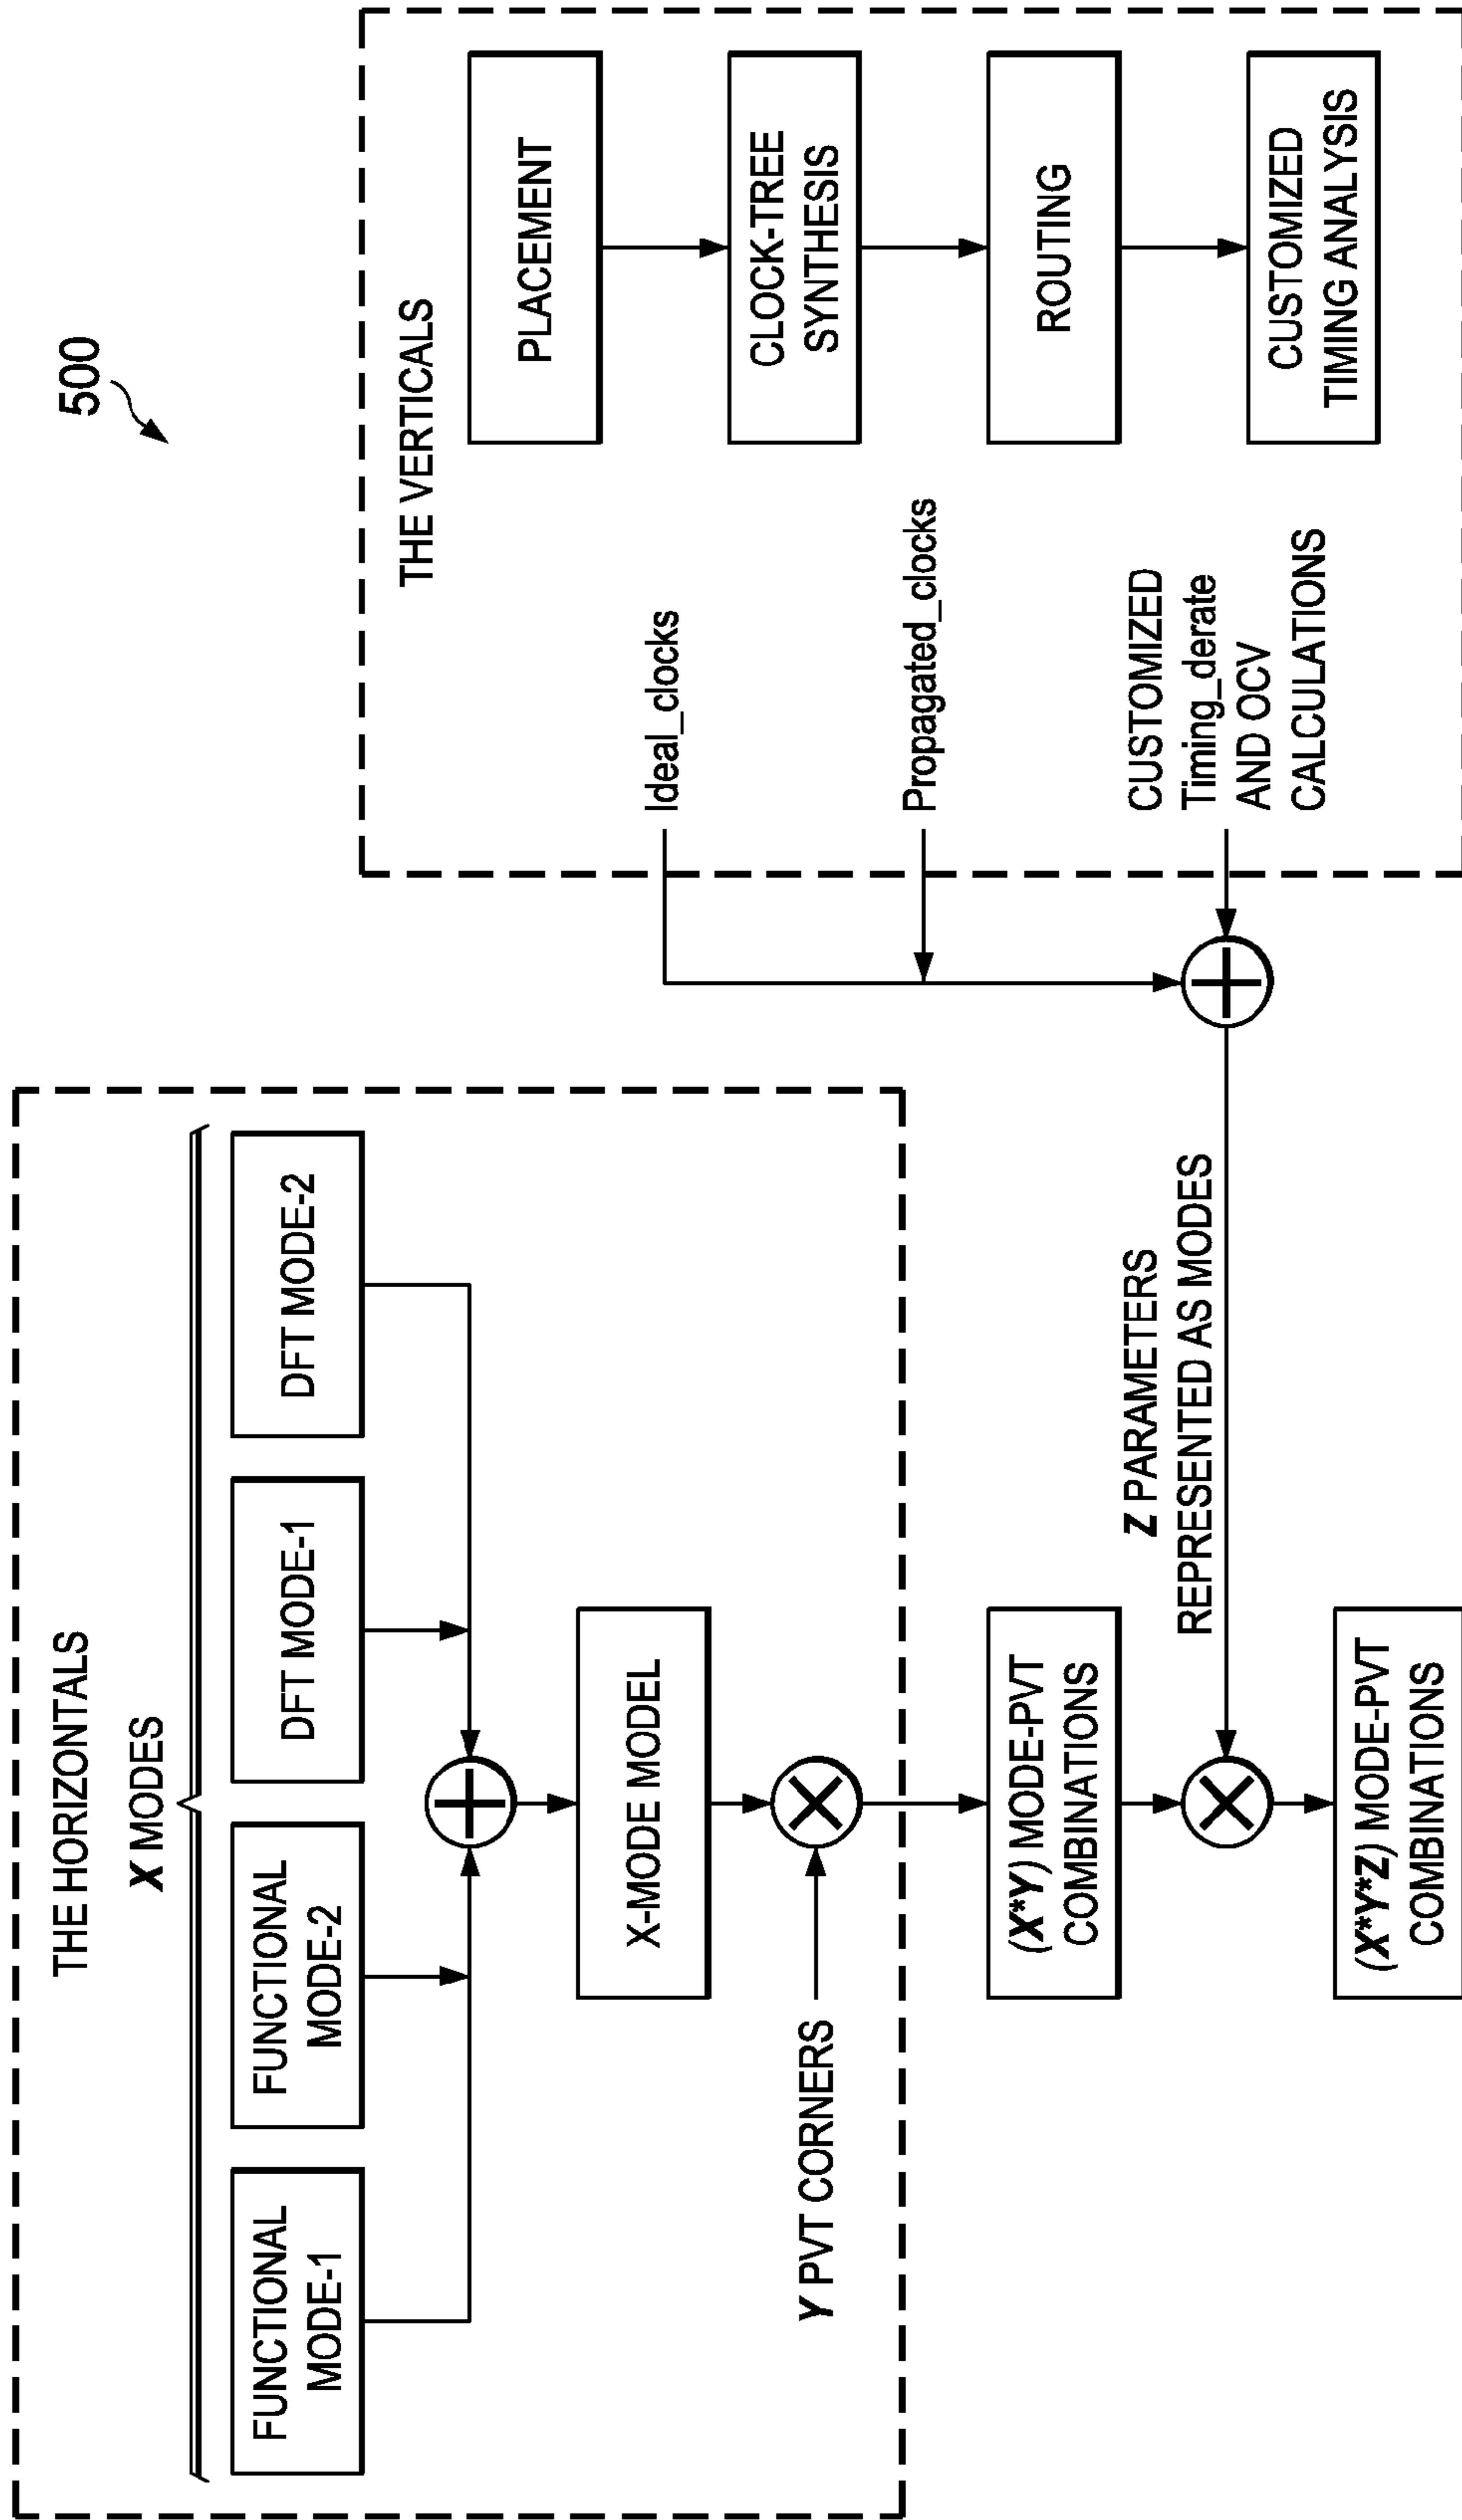 500
THE HORIZONTALS
X MODES
FUNCTIONAL
MODE-1
FUNCTIONAL
MODE-2
DFT MODE-1
DFT MODE-2
X-MODE MODEL
Y PVT CORNERS
(X*Y) MODE-PVT
COMBINATIONS
Z PARAMETERS
REPRESENTED AS MODES
(X*Y*Z) MODE-PVT
COMBINATIONS
THE VERTICALS
PLACEMENT
Ideal_clocks
CLOCK-TREE
SYNTHESIS
Propagated_clocks
ROUTING
CUSTOMIZED
Timing_derate
AND OCV
CALCULATIONS
CUSTOMIZED
TIMING ANALYSIS